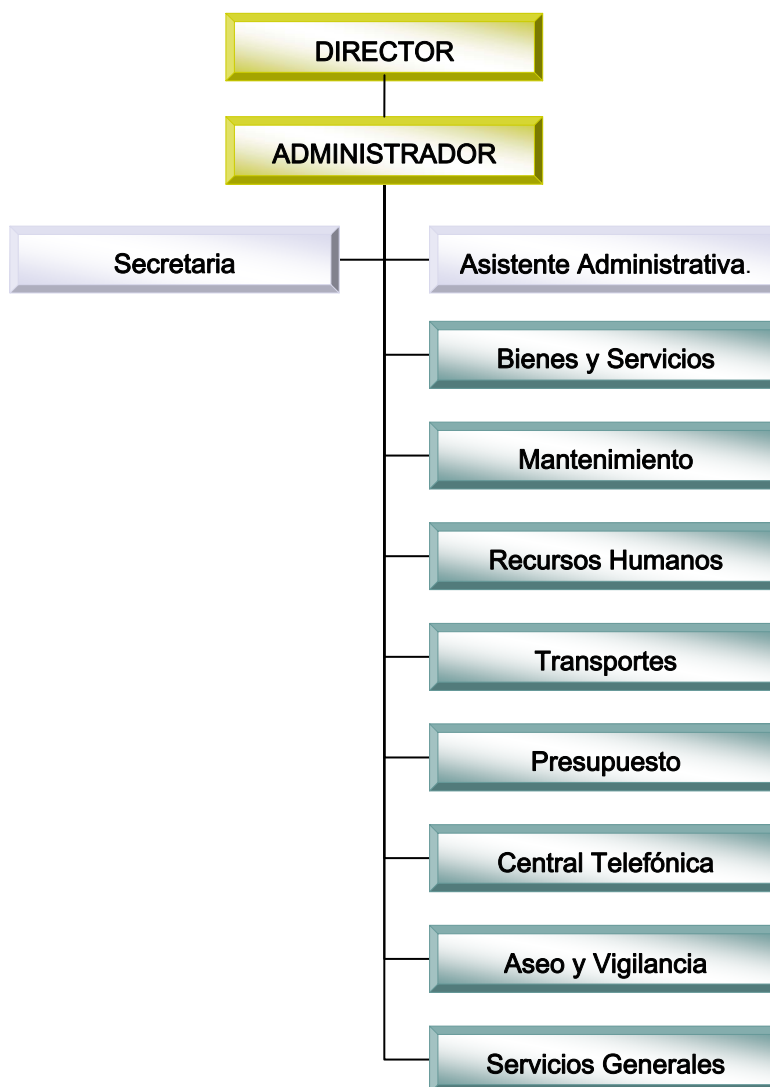 DIRECTOR
ADMINISTRADOR
Secretaria
Asistente Administrativa.
Bienes y Servicios
Mantenimiento
Recursos Humanos
Transportes
Presupuesto
Central Telefónica
Aseo y Vigilancia
Servicios Generales